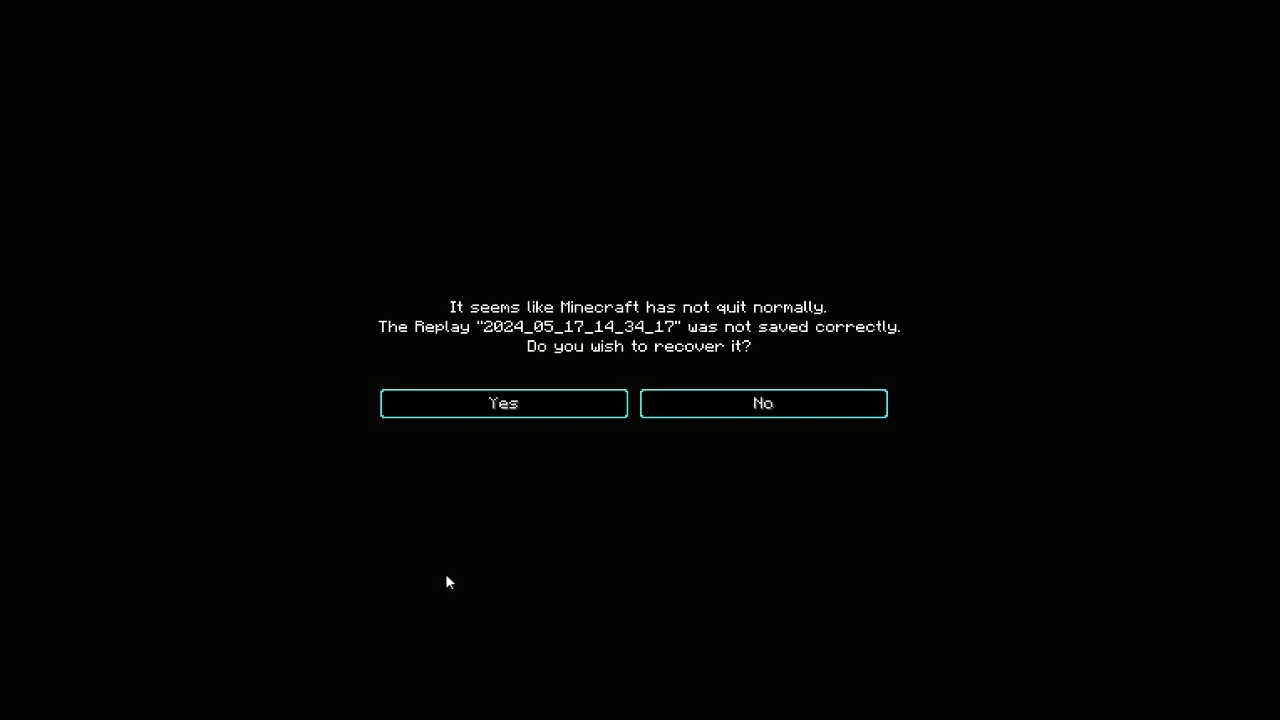 It seems like Minecraft has not quit normally.
The Replay "2024_05_17_14_34_17" was not saved correctly.
Do you wish to recover it?
Yes
No